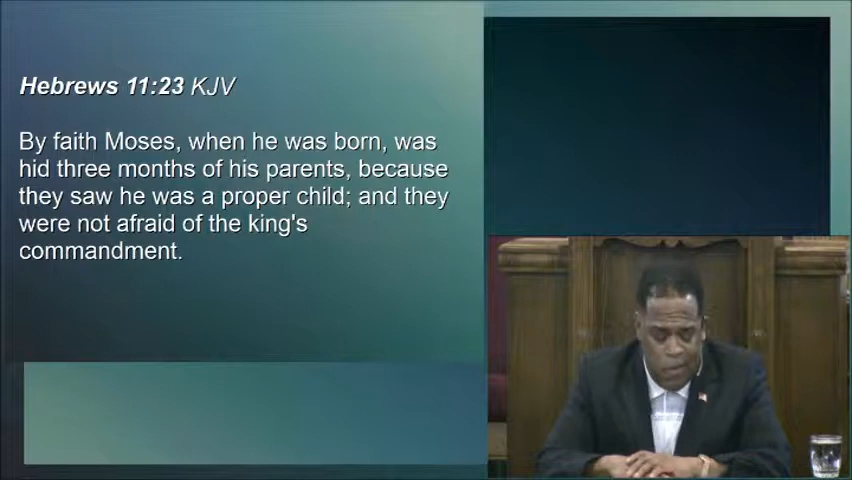 Hebrews 11:23 KJV
By faith Moses, when he was born, was
hid three months of his parents, because
they saw he was a proper child; and they
were not afraid of the king's
commandment.